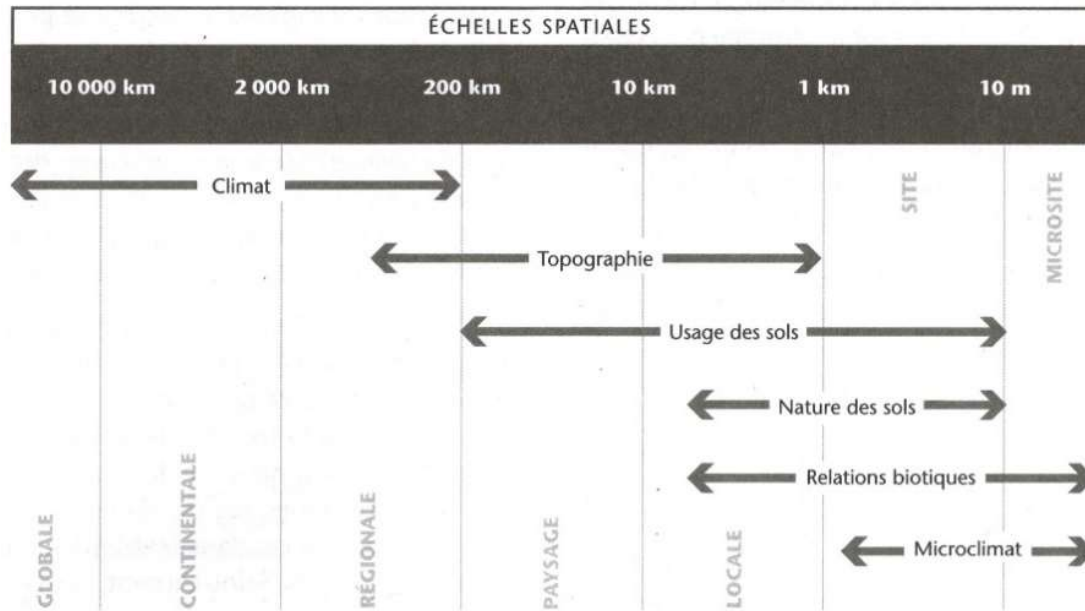 ÉCHELLES SPATIALES
10 000 km 2 000 km 200 km 10 km 1 km 10 m
Climat
SITE
MICROSITE
Topographie
Usage des sols
Nature des sols
Relations biotiques
Microclimat
GLOBALE
CONTINENTALE
RÉGIONALE
PAYSAGE
LOCALE